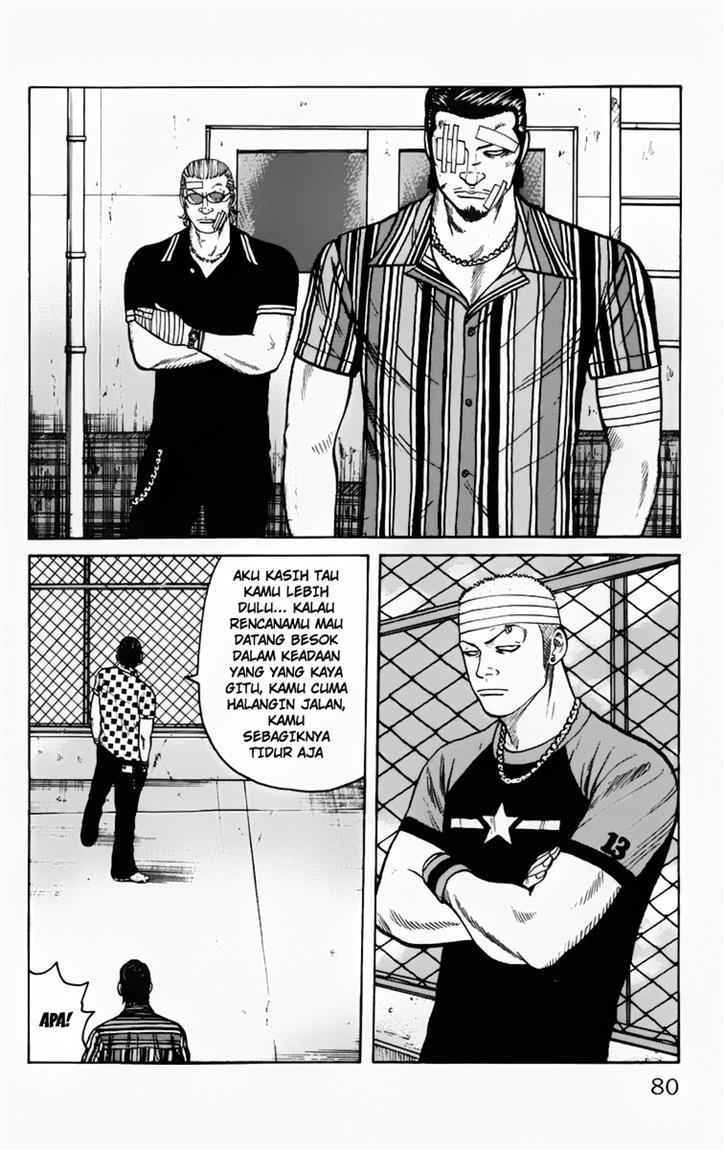 AKU KASIH TAU
KAMU LEBIH
DULU... KALAU
RENCANAMU MAU
DATANG BESOK
DALAM KEADAAN
YANG YANG KAYA
GITU, KAMU CUMA
HALANGIN JALAN,
KAMU
SEBAGIKNYA
TIDUR AJA
13
APA!
80